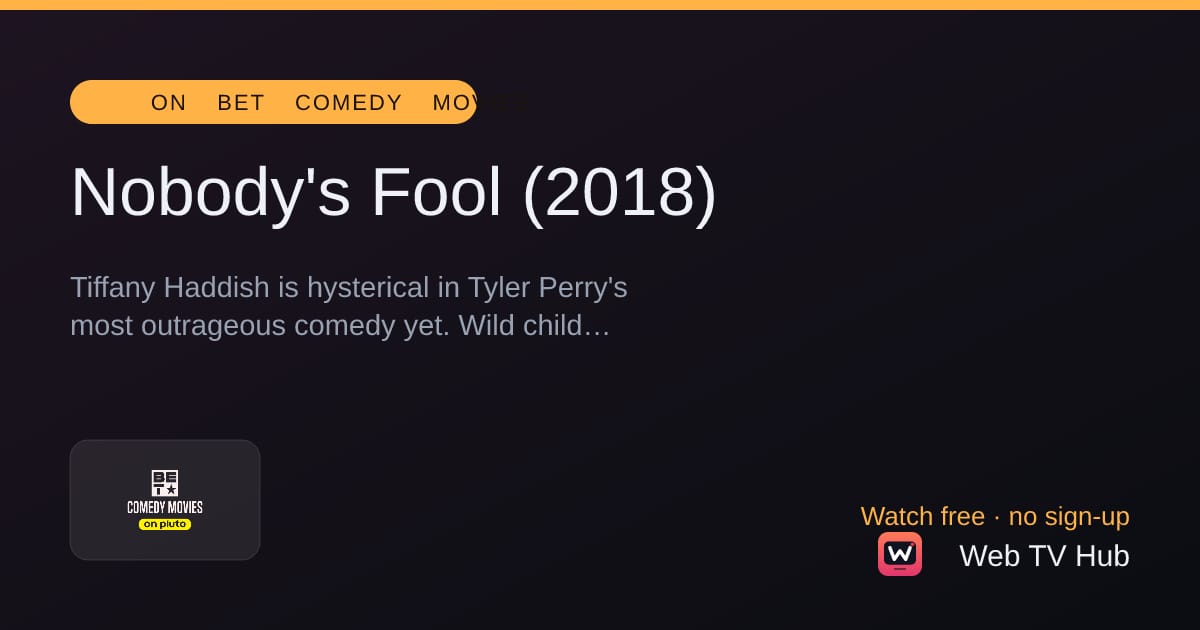 ON BET COMEDY MOVIES
Nobody's Fool (2018)
Tiffany Haddish is hysterical in Tyler Perry's
most outrageous comedy yet. Wild child…
BET★
COMEDY MOVIES
on pluto
Watch free · no sign-up
W
Web TV Hub